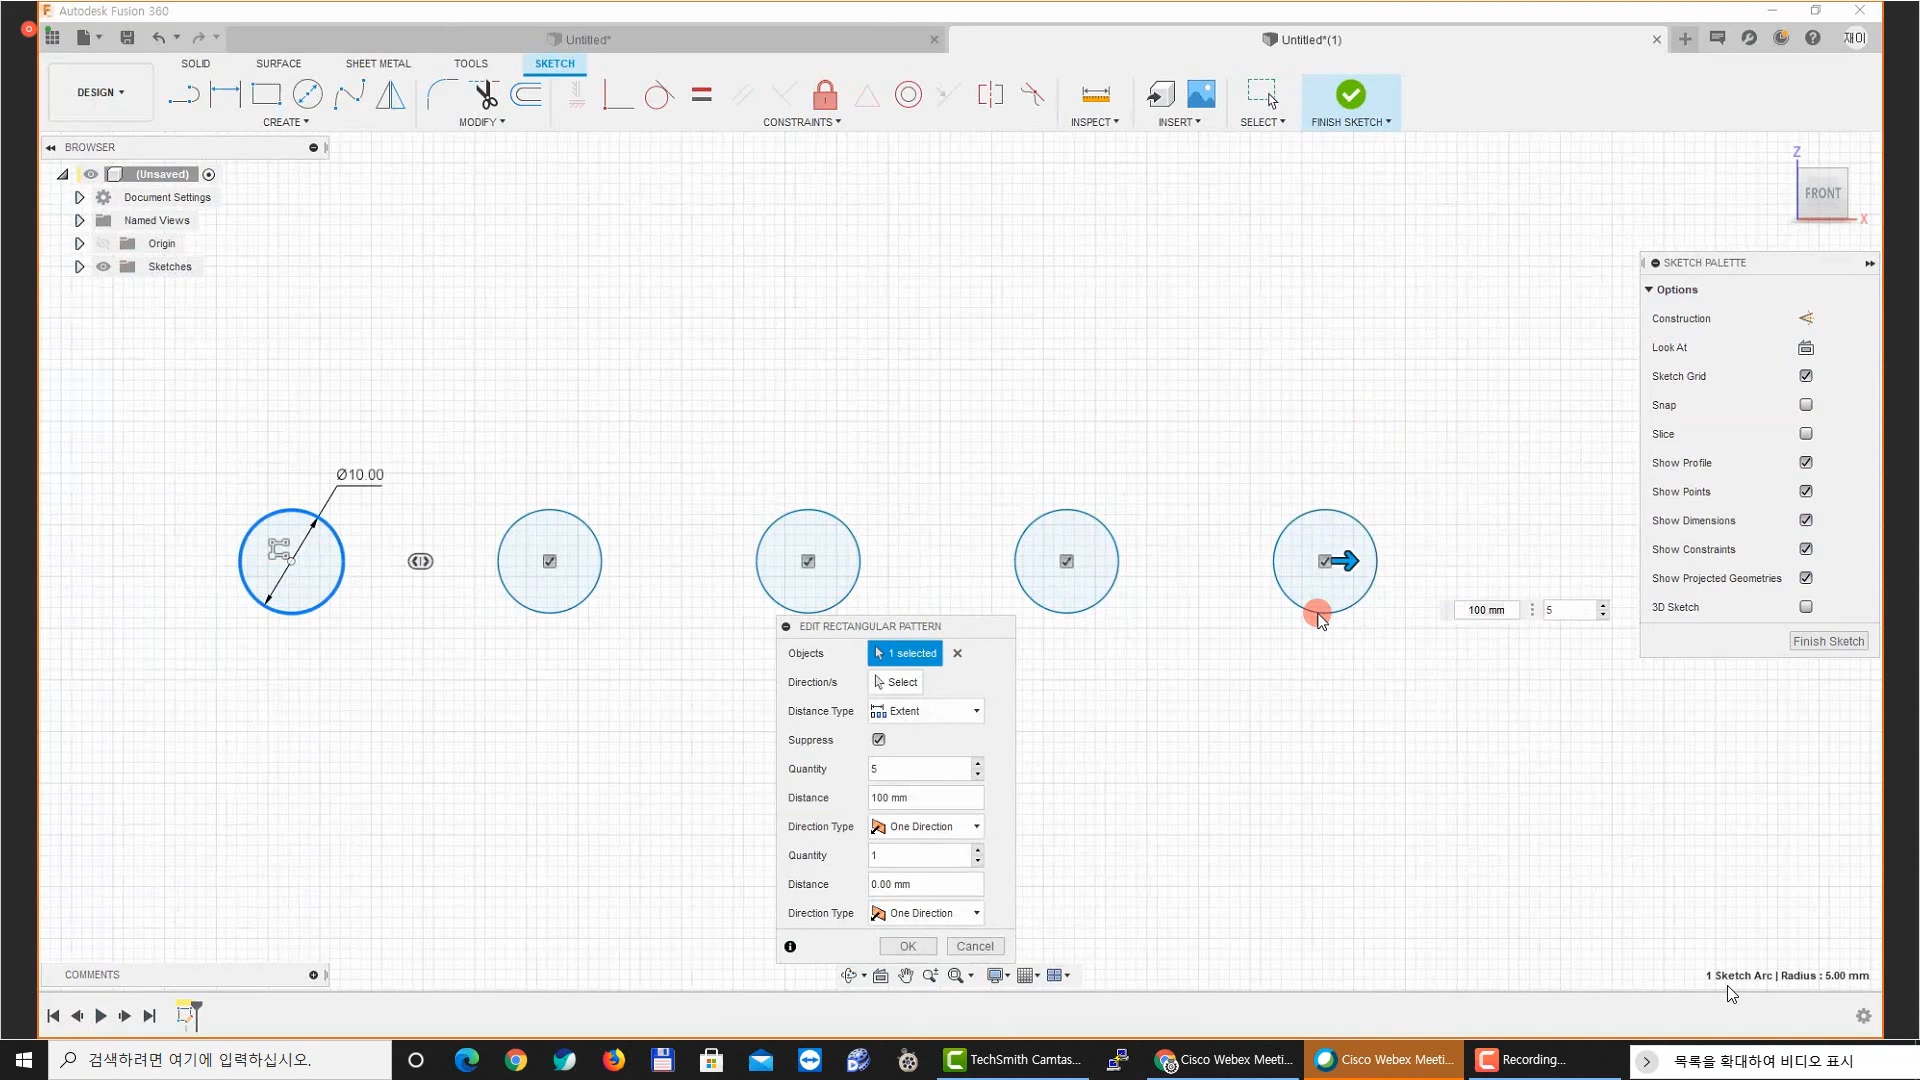 Autodesk Fusion 360
Untitled*
Untitled*(1)
재이
SOLID SURFACE SHEET METAL TOOLS SKETCH
DESIGN
CREATE MODIFY CONSTRAINTS INSPECT INSERT SELECT FINISH SKETCH
BROWSER
(Unsaved)
Document Settings
Named Views
Origin
Sketches
Z
FRONT
X
SKETCH PALETTE
Options
Construction
Look At
Sketch Grid
Snap
Slice
Show Profile
Show Points
Show Dimensions
Show Constraints
Show Projected Geometries
3D Sketch
Finish Sketch
Ø10.00
100 mm 5
EDIT RECTANGULAR PATTERN
Objects 1 selected
Direction/s Select
Distance Type Extent
Suppress
Quantity 5
Distance 100 mm
Direction Type One Direction
Quantity 1
Distance 0.00 mm
Direction Type One Direction
OK Cancel
COMMENTS
1 Sketch Arc | Radius : 5.00 mm
검색하려면 여기에 입력하십시오.
TechSmith Camtas...
Cisco Webex Meeti...
Cisco Webex Meeti...
Recording...
목록을 확대하여 비디오 표시